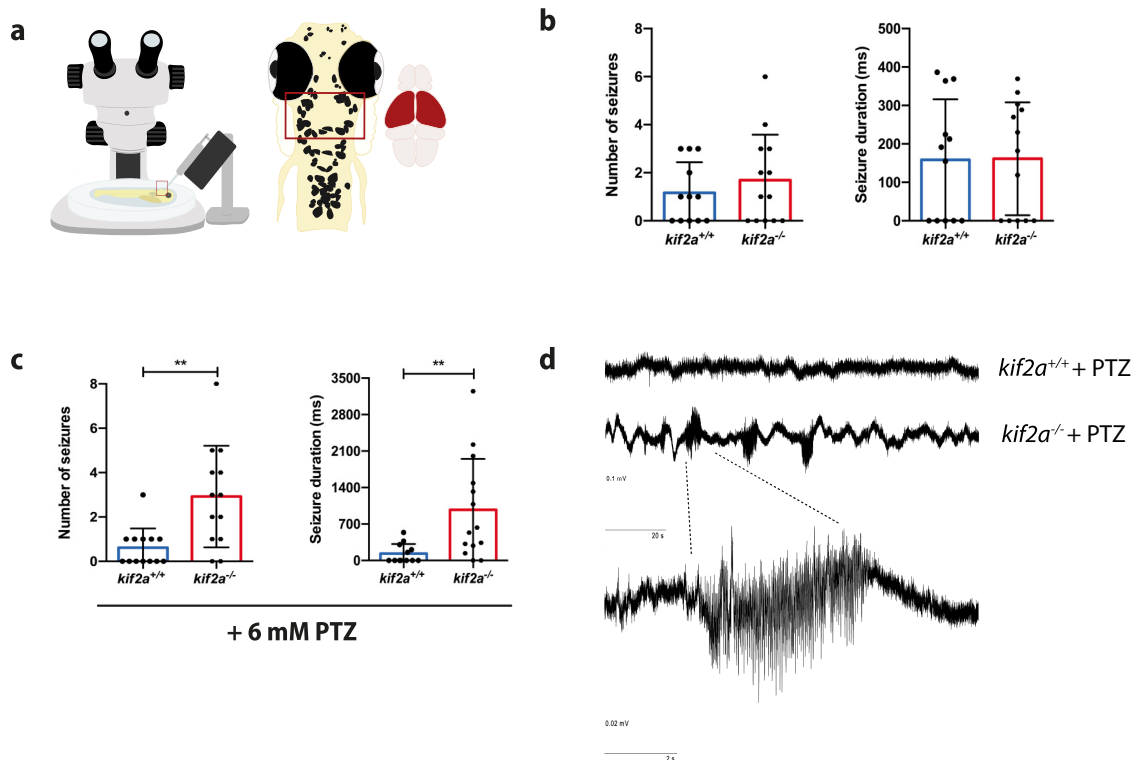 a
b
Number of seizures
8
6
4
2
0
kif2a+/+
kif2a-/-
Seizure duration (ms)
500
400
300
200
100
0
kif2a+/+
kif2a-/-
c
Number of seizures
8
6
4
2
0
**
kif2a+/+
kif2a-/-
Seizure duration (ms)
3500
2800
2100
1400
700
0
**
kif2a+/+
kif2a-/-
+ 6 mM PTZ
d
kif2a+/+ + PTZ
kif2a-/- + PTZ
0.1 mV
20 s
0.02 mV
2 s